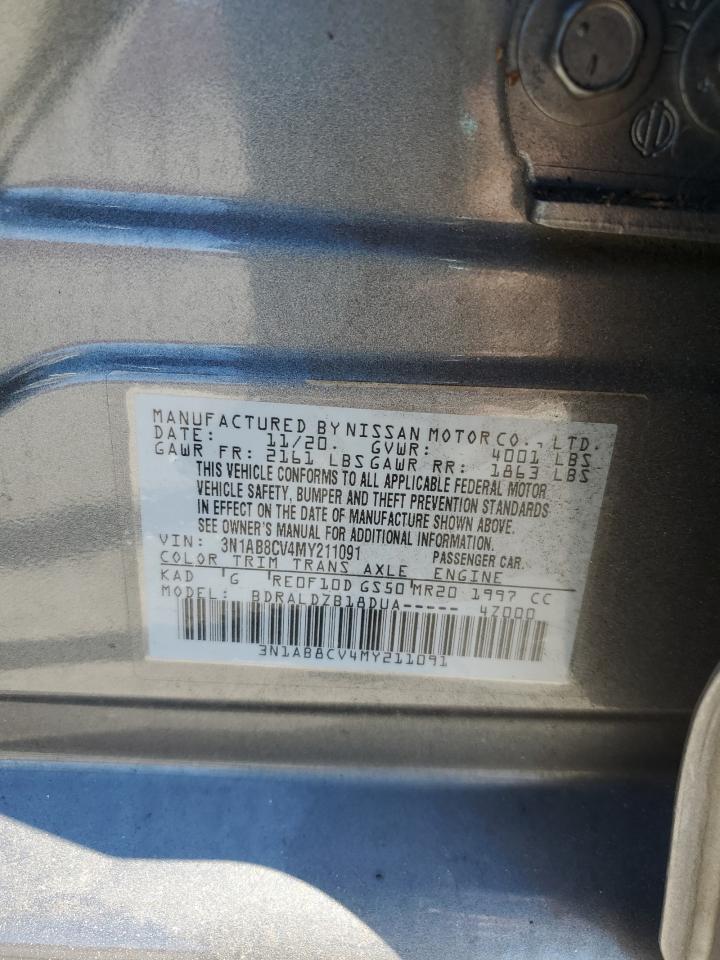 MANUFACTURED BY NISSAN MOTOR CO., LTD.
DATE: 11/20. GVWR: 4001 LBS
GAWR FR: 2161 LBS GAWR RR: 1863 LBS
THIS VEHICLE CONFORMS TO ALL APPLICABLE FEDERAL MOTOR
VEHICLE SAFETY, BUMPER AND THEFT PREVENTION STANDARDS
IN EFFECT ON THE DATE OF MANUFACTURE SHOWN ABOVE.
SEE OWNER'S MANUAL FOR ADDITIONAL INFORMATION.
VIN: 3N1AB8CV4MY211091 PASSENGER CAR.
COLOR TRIM TRANS AXLE ENGINE
KAD G RE0F10D GS50 MR20 1997 CC
MODEL: BDRALDZB18DUA----- 4Z000
3N1AB8CV4MY211091